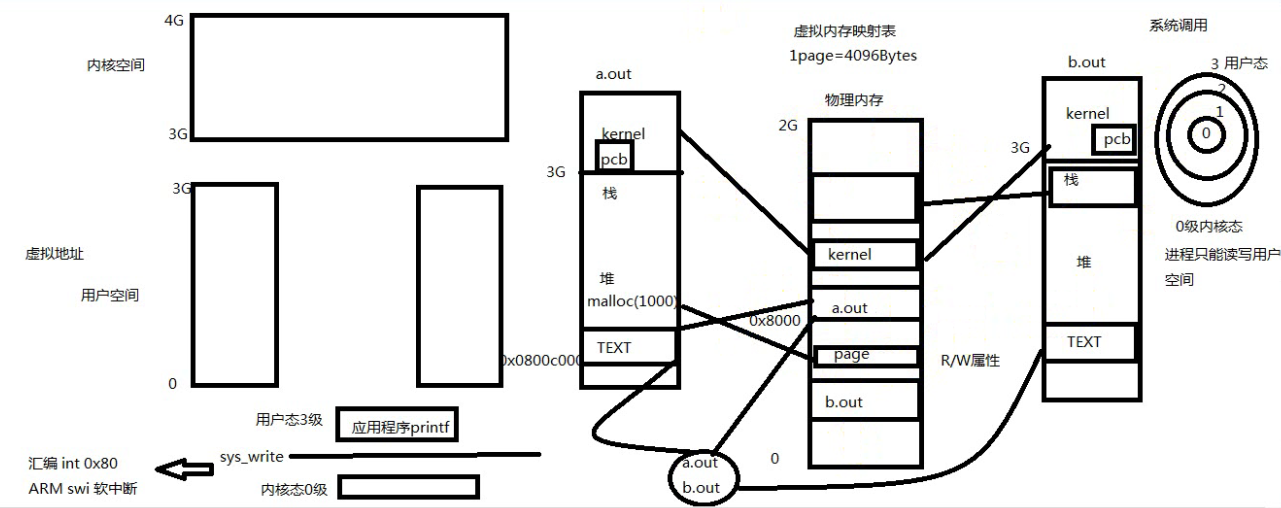 4G
内核空间
3G
3G
虚拟地址
用户空间
0
用户态3级
应用程序printf
sys_write
汇编 int 0x80
ARM swi 软中断
内核态0级
a.out
kernel
pcb
3G
栈
堆
malloc(1000)
TEXT
0x0800c000
虚拟内存映射表
1page=4096Bytes
物理内存
2G
kernel
a.out
0x8000
page
R/W属性
b.out
0
a.out
b.out
b.out
kernel
pcb
3G
栈
堆
TEXT
系统调用
3 用户态
2
1
0
0级内核态
进程只能读写用户
空间